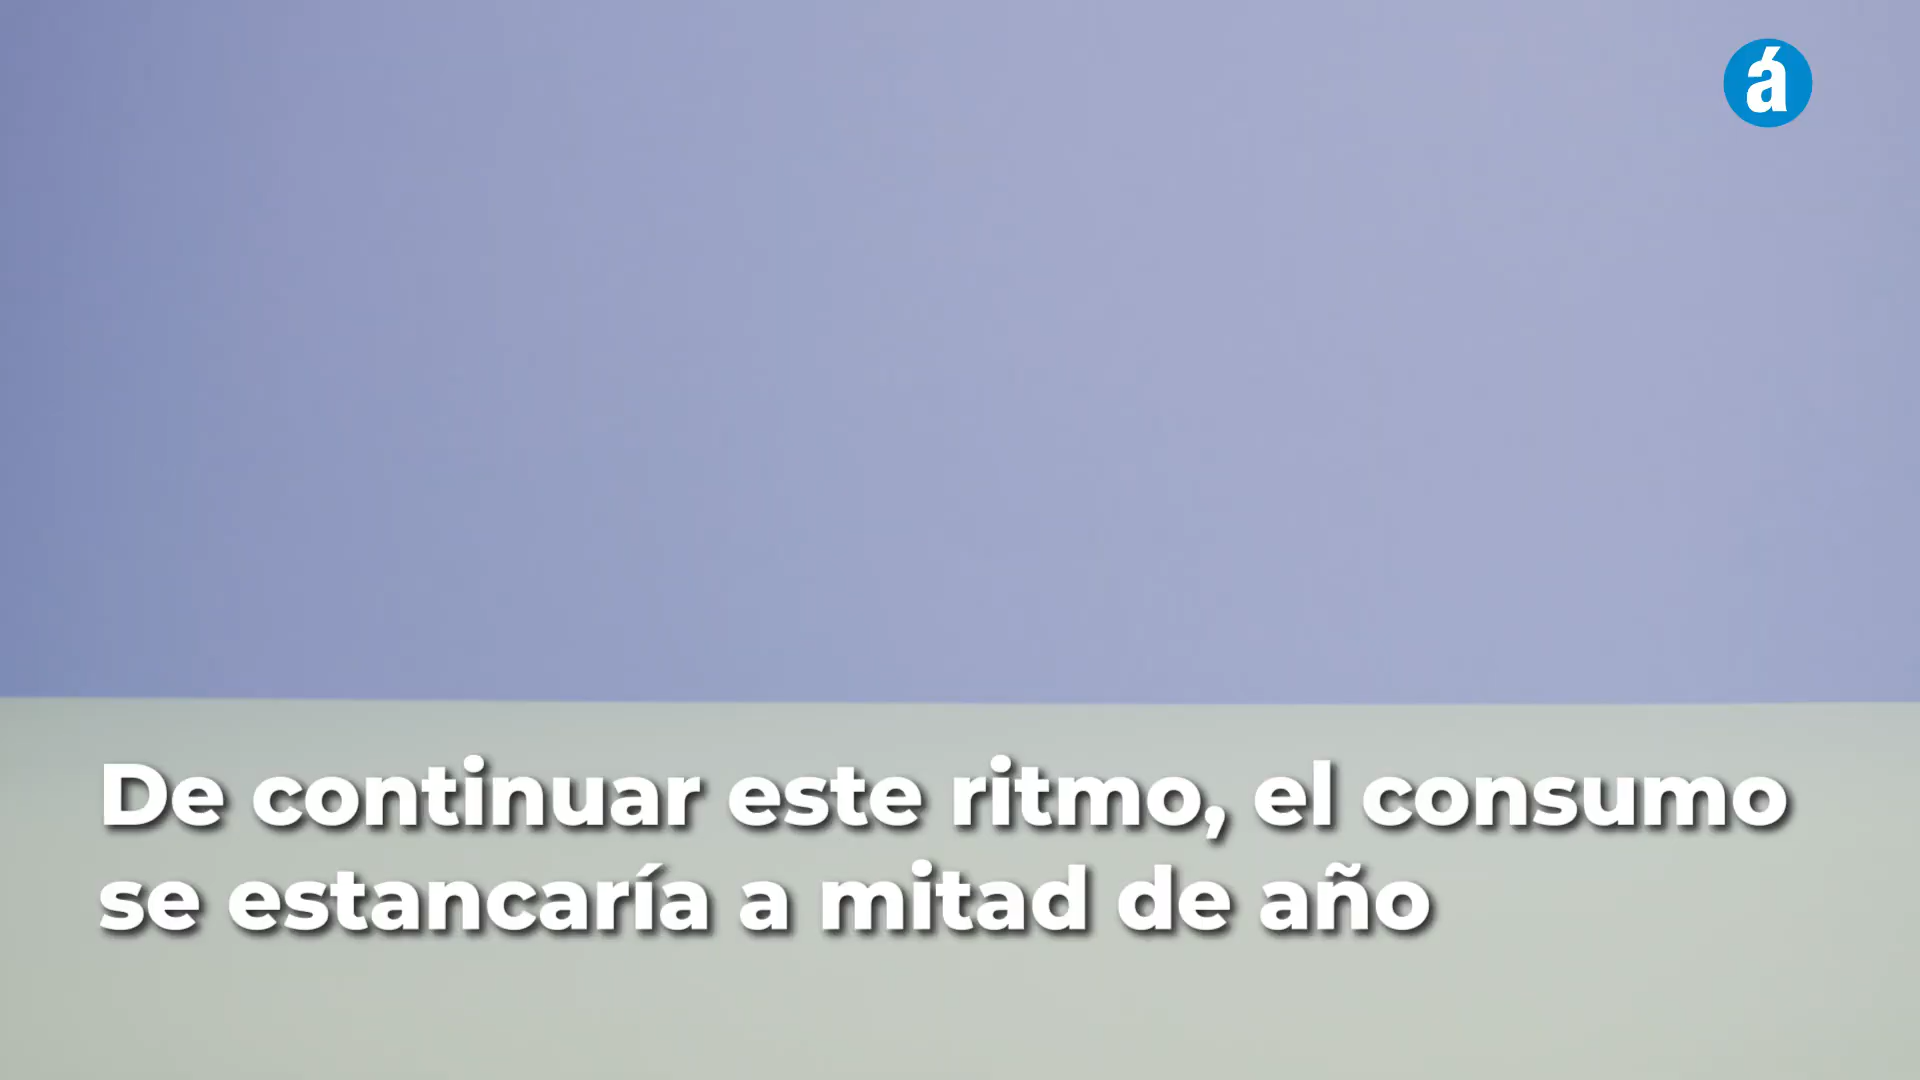 á
De continuar este ritmo, el consumo
se estancaría a mitad de año